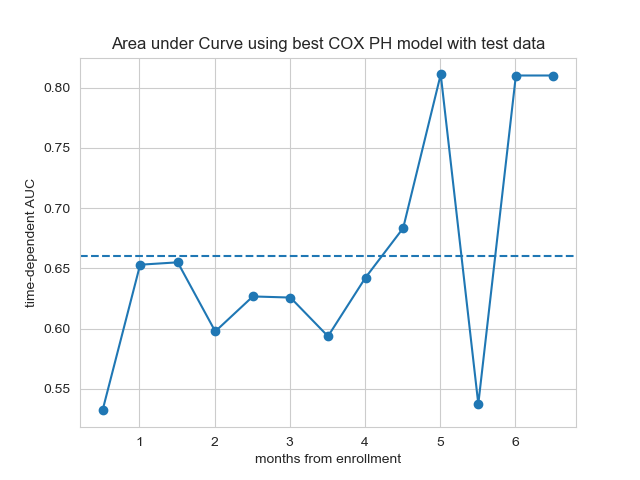 Area under Curve using best COX PH model with test data
time-dependent AUC
0.80
0.75
0.70
0.65
0.60
0.55
1 2 3 4 5 6
months from enrollment